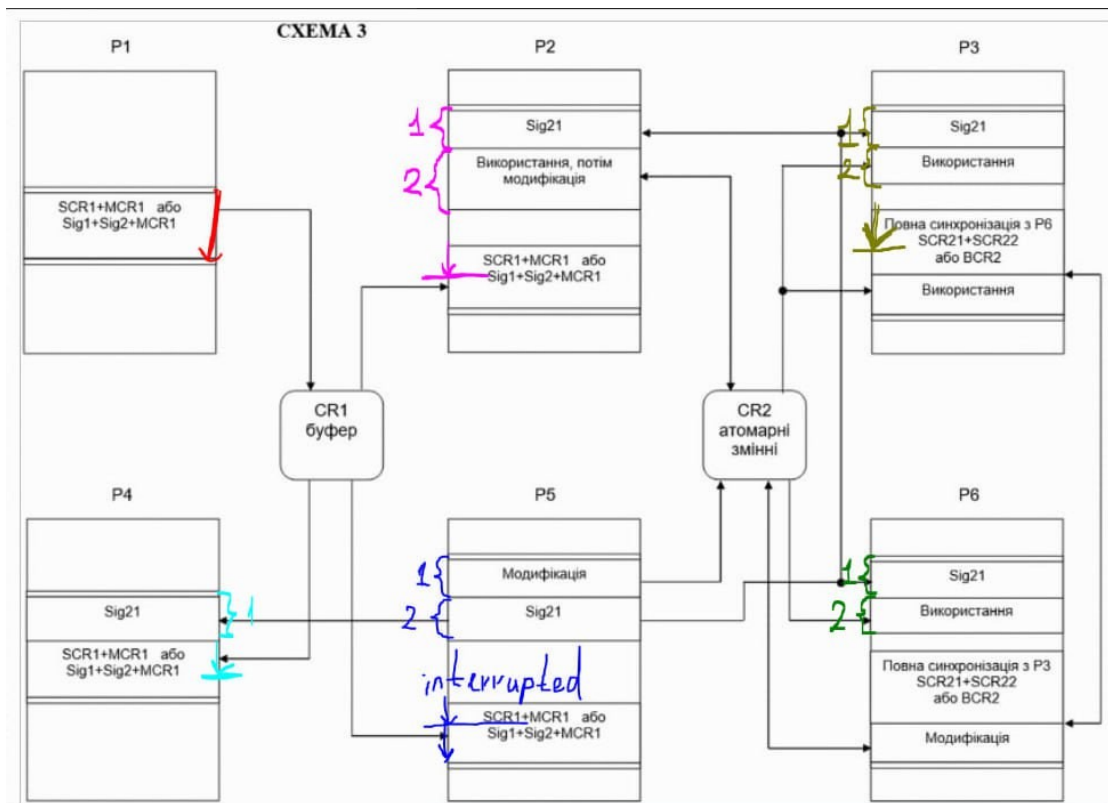 СХЕМА 3
P1
SCR1+MCR1 або
Sig1+Sig2+MCR1
P2
1
Sig21
2
Використання, потім
модифікація
SCR1+MCR1 або
Sig1+Sig2+MCR1
P3
1
Sig21
2
Використання
Повна синхронізація з P6
SCR21+SCR22
або BCR2
Використання
CR1
буфер
CR2
атомарні
змінні
P4
Sig21
1
SCR1+MCR1 або
Sig1+Sig2+MCR1
P5
1
Модифікація
2
Sig21
interrupted
SCR1+MCR1 або
Sig1+Sig2+MCR1
P6
1
Sig21
2
Використання
Повна синхронізація з P3
SCR21+SCR22
або BCR2
Модифікація